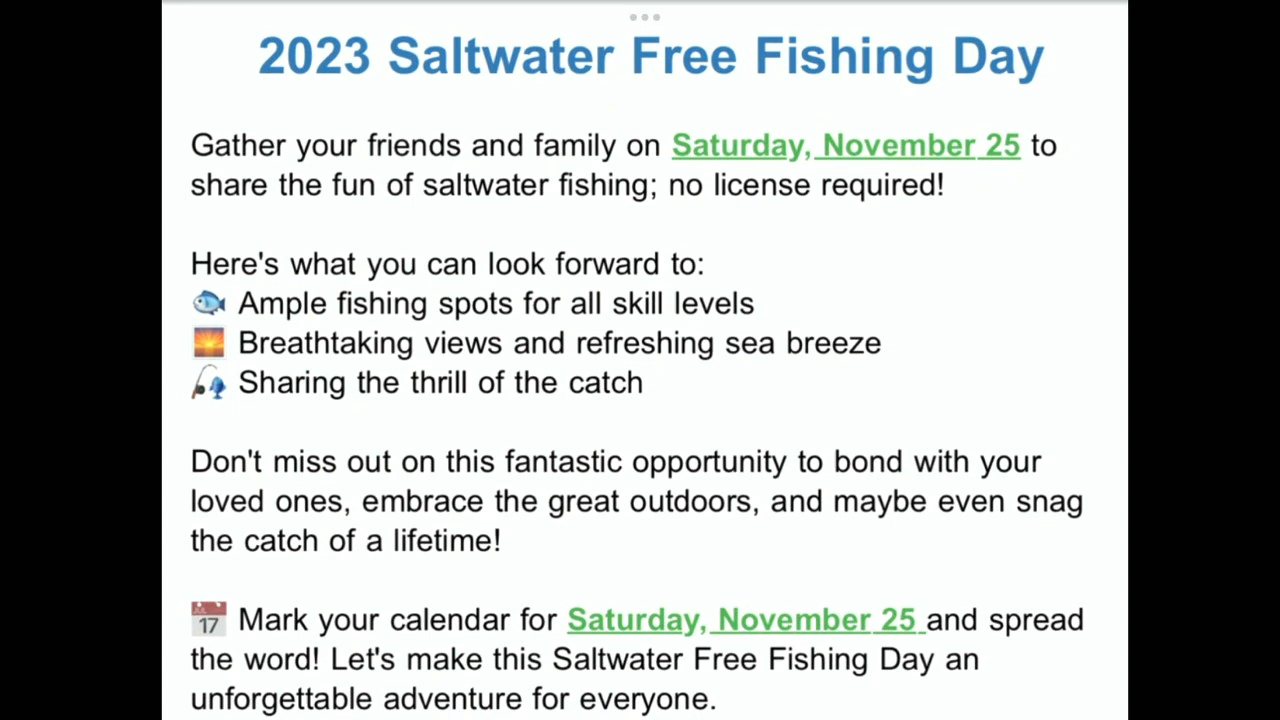 2023 Saltwater Free Fishing Day
Gather your friends and family on Saturday, November 25 to
share the fun of saltwater fishing; no license required!
Here's what you can look forward to:
🐟 Ample fishing spots for all skill levels
🌅 Breathtaking views and refreshing sea breeze
🎣 Sharing the thrill of the catch
Don't miss out on this fantastic opportunity to bond with your
loved ones, embrace the great outdoors, and maybe even snag
the catch of a lifetime!
📅 Mark your calendar for Saturday, November 25 and spread
the word! Let's make this Saltwater Free Fishing Day an
unforgettable adventure for everyone.